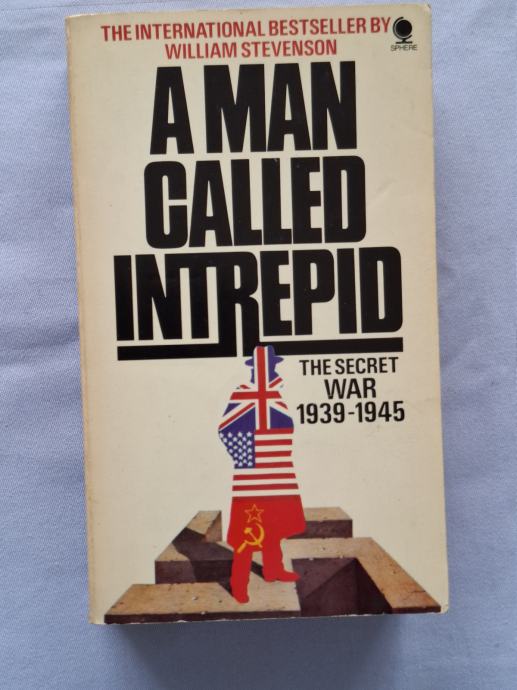 THE INTERNATIONAL BESTSELLER BY
WILLIAM STEVENSON
SPHERE
A MAN
CALLED
INTREPID
THE SECRET
WAR
1939-1945